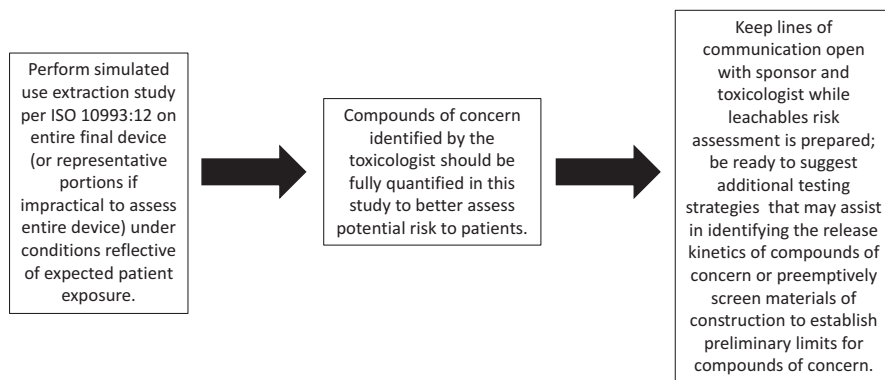 Perform simulated
use extraction study
per ISO 10993:12 on
entire final device
(or representative
portions if
impractical to assess
entire device) under
conditions reflective
of expected patient
exposure.
Compounds of concern
identified by the
toxicologist should be
fully quantified in this
study to better assess
potential risk to patients.
Keep lines of
communication open
with sponsor and
toxicologist while
leachables risk
assessment is prepared;
be ready to suggest
additional testing
strategies that may assist
in identifying the release
kinetics of compounds of
concern or preemptively
screen materials of
construction to establish
preliminary limits for
compounds of concern.